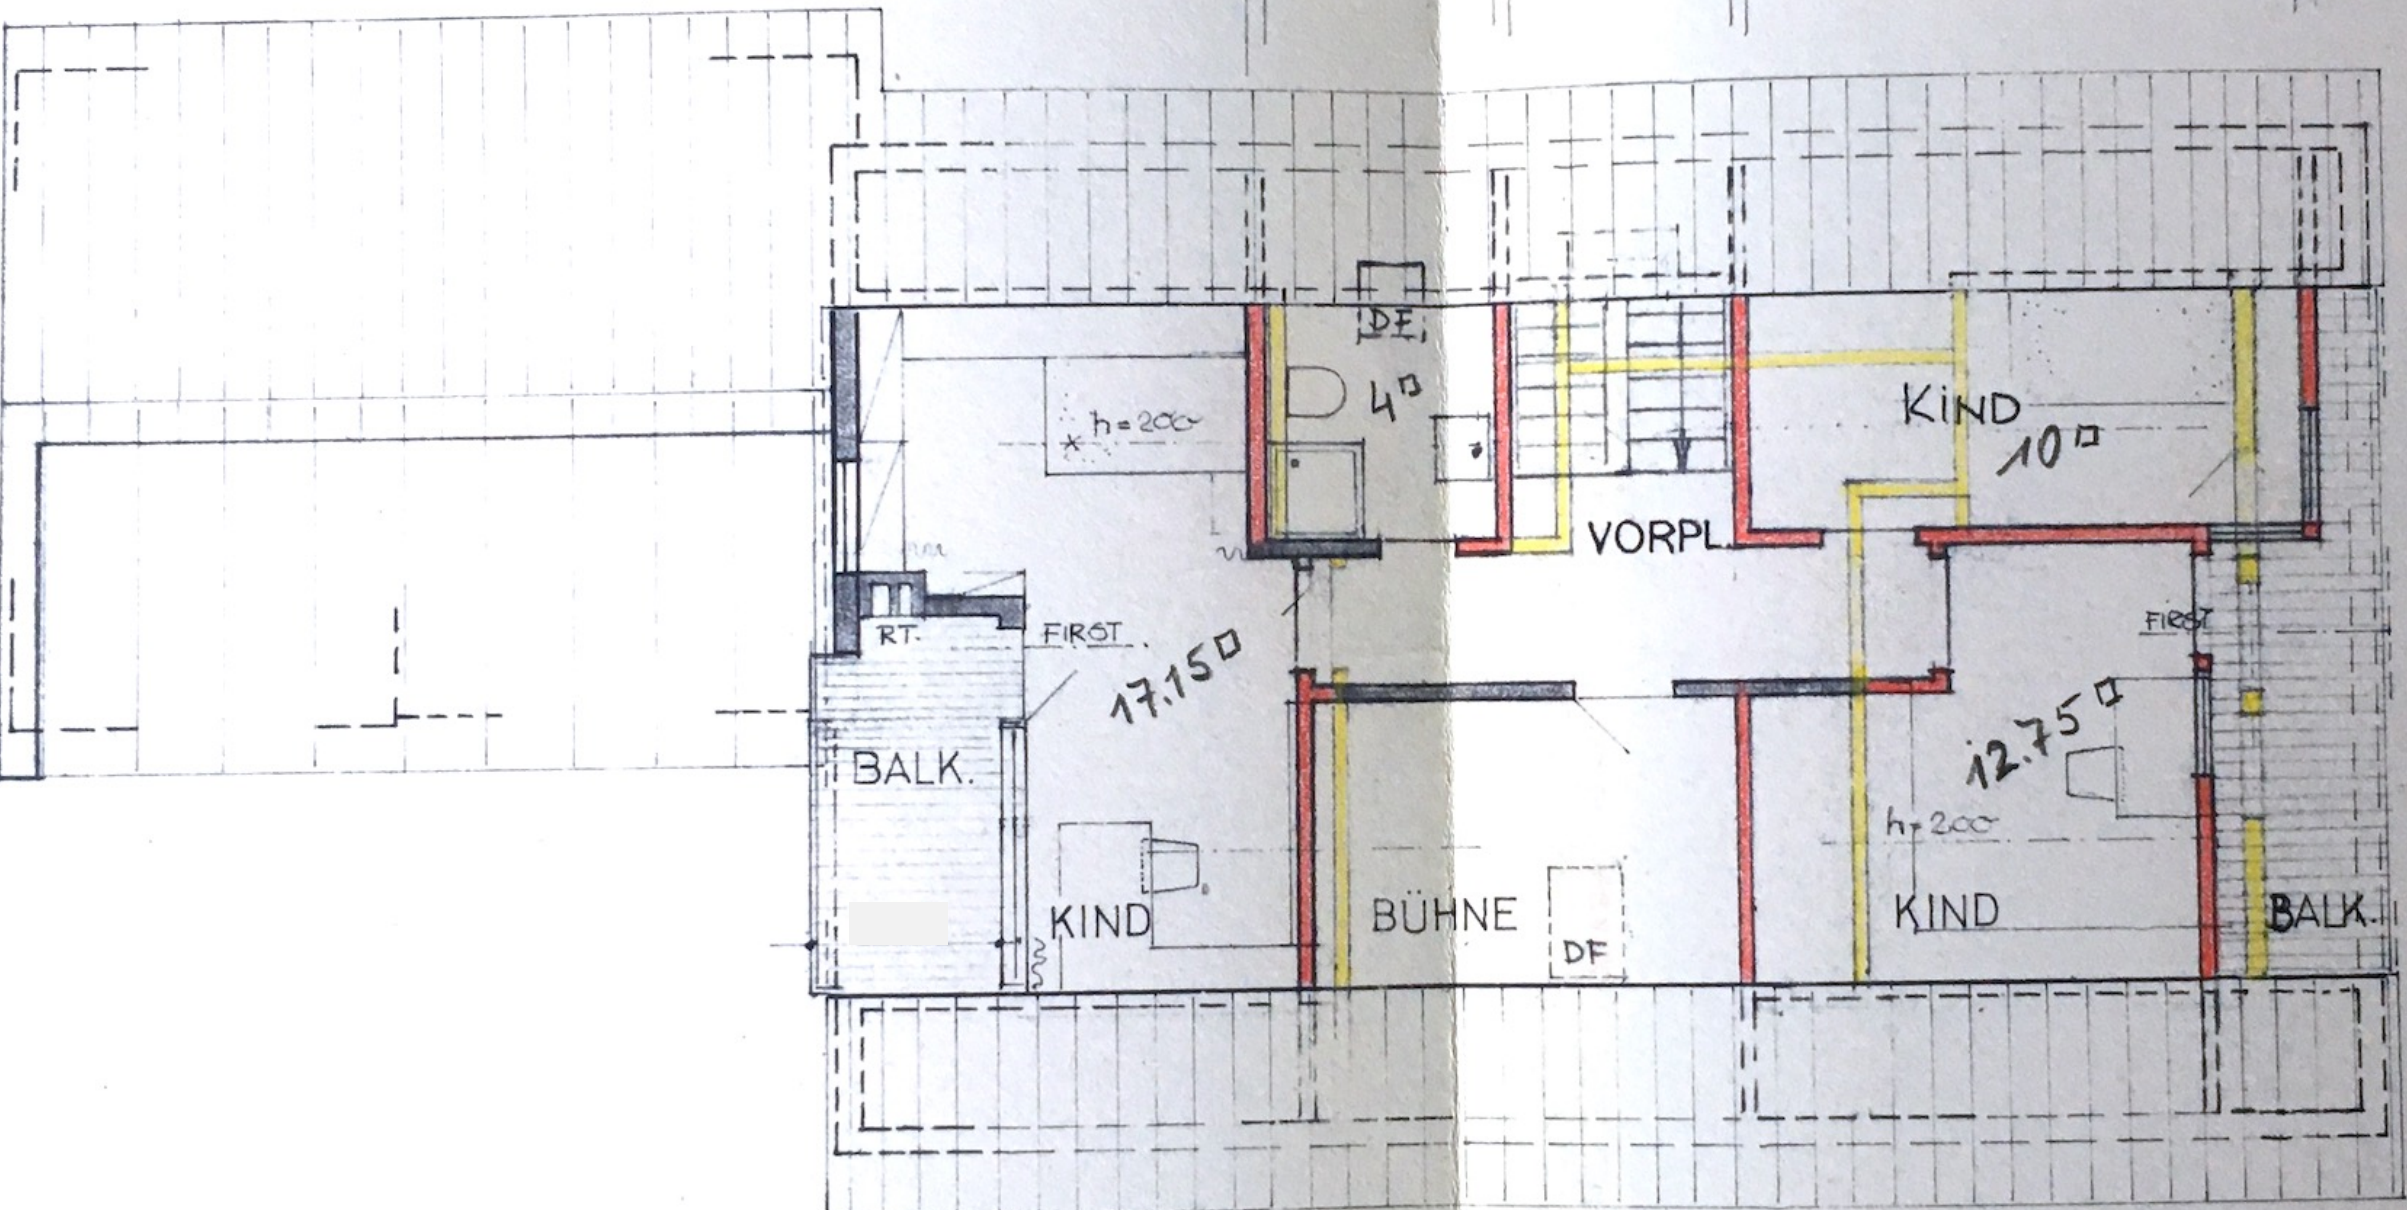 DF
4□
h=200
KiND
10□
VORPL.
RT.
FIRST
FIRST
17.15□
12.75□
BALK.
h=200
KIND
BÜHNE
DF
KIND
BALK.